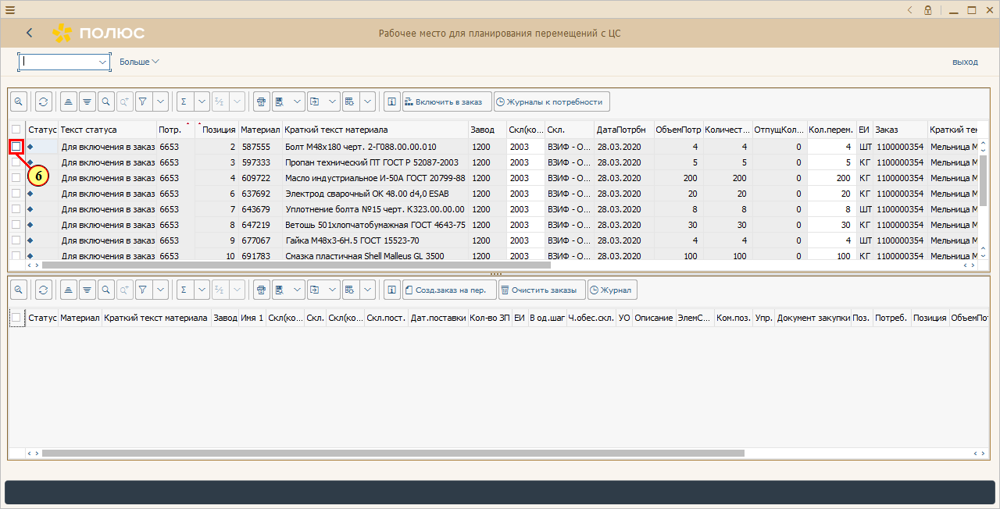 ПОЛЮС
Рабочее место для планирования перемещений с ЦС
Больше
выход
Включить в заказ Журналы к потребности
Статус Текст статуса Потр. Позиция Материал Краткий текст материала Завод Скл(ко... Скл. ДатаПотрбн ОбъемПотр Количест... ОтпущКол... Кол.перем. ЕИ Заказ Краткий тек
Для включения в заказ 6653 2 587555 Болт М48х180 черт. 2-Г088.00.00.010 1200 2003 ВЗИФ - О... 28.03.2020 4 4 0 4 ШТ 1100000354 Мельница М
Для включения в заказ 6653 3 597333 Пропан технический ПТ ГОСТ Р 52087-2003 1200 2003 ВЗИФ - О... 28.03.2020 5 5 0 5 КГ 1100000354 Мельница М
6
Для включения в заказ 6653 4 609722 Масло индустриальное И-50А ГОСТ 20799-88 1200 2003 ВЗИФ - О... 28.03.2020 200 200 0 200 КГ 1100000354 Мельница М
Для включения в заказ 6653 6 637692 Электрод сварочный ОК 48.00 d4,0 ESAB 1200 2003 ВЗИФ - О... 28.03.2020 20 20 0 20 КГ 1100000354 Мельница М
Для включения в заказ 6653 7 643679 Уплотнение болта №15 черт. К323.00.00.00 1200 2003 ВЗИФ - О... 28.03.2020 8 8 0 8 ШТ 1100000354 Мельница М
Для включения в заказ 6653 8 647219 Ветошь 501хлопчатобумажная ГОСТ 4643-75 1200 2003 ВЗИФ - О... 28.03.2020 30 30 0 30 КГ 1100000354 Мельница М
Для включения в заказ 6653 9 677067 Гайка М48х3-6Н.5 ГОСТ 15523-70 1200 2003 ВЗИФ - О... 28.03.2020 4 4 0 4 ШТ 1100000354 Мельница М
Для включения в заказ 6653 10 691783 Смазка пластичная Shell Malleus GL 3500 1200 2003 ВЗИФ - О... 28.03.2020 100 100 0 100 КГ 1100000354 Мельница М
Созд.заказ на пер. Очистить заказы Журнал
Статус Материал Краткий текст материала Завод Имя 1 Скл(ко... Скл. Скл(ко... Скл.пост. Дат.поставки Кол-во ЗП ЕИ В од.шаг Ч.обес.скл. УО Описание ЭлемС... Ком.поз. Упр. Документ закупки Поз. Потреб. Позиция ОбъемПот